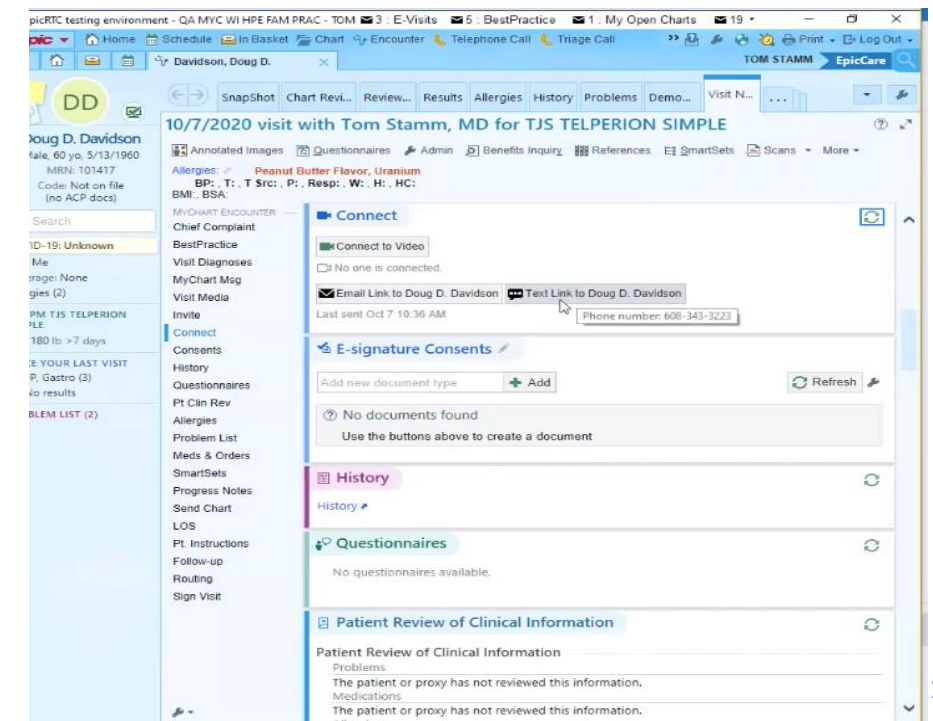 picRTC testing environment - QA MYC WI HPE FAM PRAC - TOM 3 : E-Visits 5 : BestPractice 1 : My Open Charts 19
Epic Home Schedule In Basket Chart Encounter Telephone Call Triage Call Print Log Out
Davidson, Doug D. TOM STAMM EpicCare
DD
SnapShot Chart Revi... Review... Results Allergies History Problems Demo... Visit N... ...
10/7/2020 visit with Tom Stamm, MD for TJS TELPERION SIMPLE
Annotated Images Questionnaires Admin Benefits Inquiry References SmartSets Scans More
Allergies: Peanut Butter Flavor, Uranium
BP: , T: , T Src: , P: , Resp: , W: , H: , HC:
BMI: , BSA:
Doug D. Davidson
Male, 60 yo, 5/13/1960
MRN: 101417
Code: Not on file
(no ACP docs)
Search
ID-19: Unknown
Me
erage: None
gies (2)
PM TJS TELPERION
PLE
180 lb >7 days
E YOUR LAST VISIT
P, Gastro (3)
No results
BLEM LIST (2)
MYCHART ENCOUNTER
Chief Complaint
BestPractice
Visit Diagnoses
MyChart Msg
Visit Media
Invite
Connect
Consents
History
Questionnaires
Pt Clin Rev
Allergies
Problem List
Meds & Orders
SmartSets
Progress Notes
Send Chart
LOS
Pt. Instructions
Follow-up
Routing
Sign Visit
Connect
Connect to Video
No one is connected.
Email Link to Doug D. Davidson Text Link to Doug D. Davidson
Last sent Oct 7 10:36 AM Phone number: 608-343-3223
E-signature Consents
Add new document type Add Refresh
No documents found
Use the buttons above to create a document
History
History
Questionnaires
No questionnaires available.
Patient Review of Clinical Information
Patient Review of Clinical Information
Problems
The patient or proxy has not reviewed this information.
Medications
The patient or proxy has not reviewed this information.